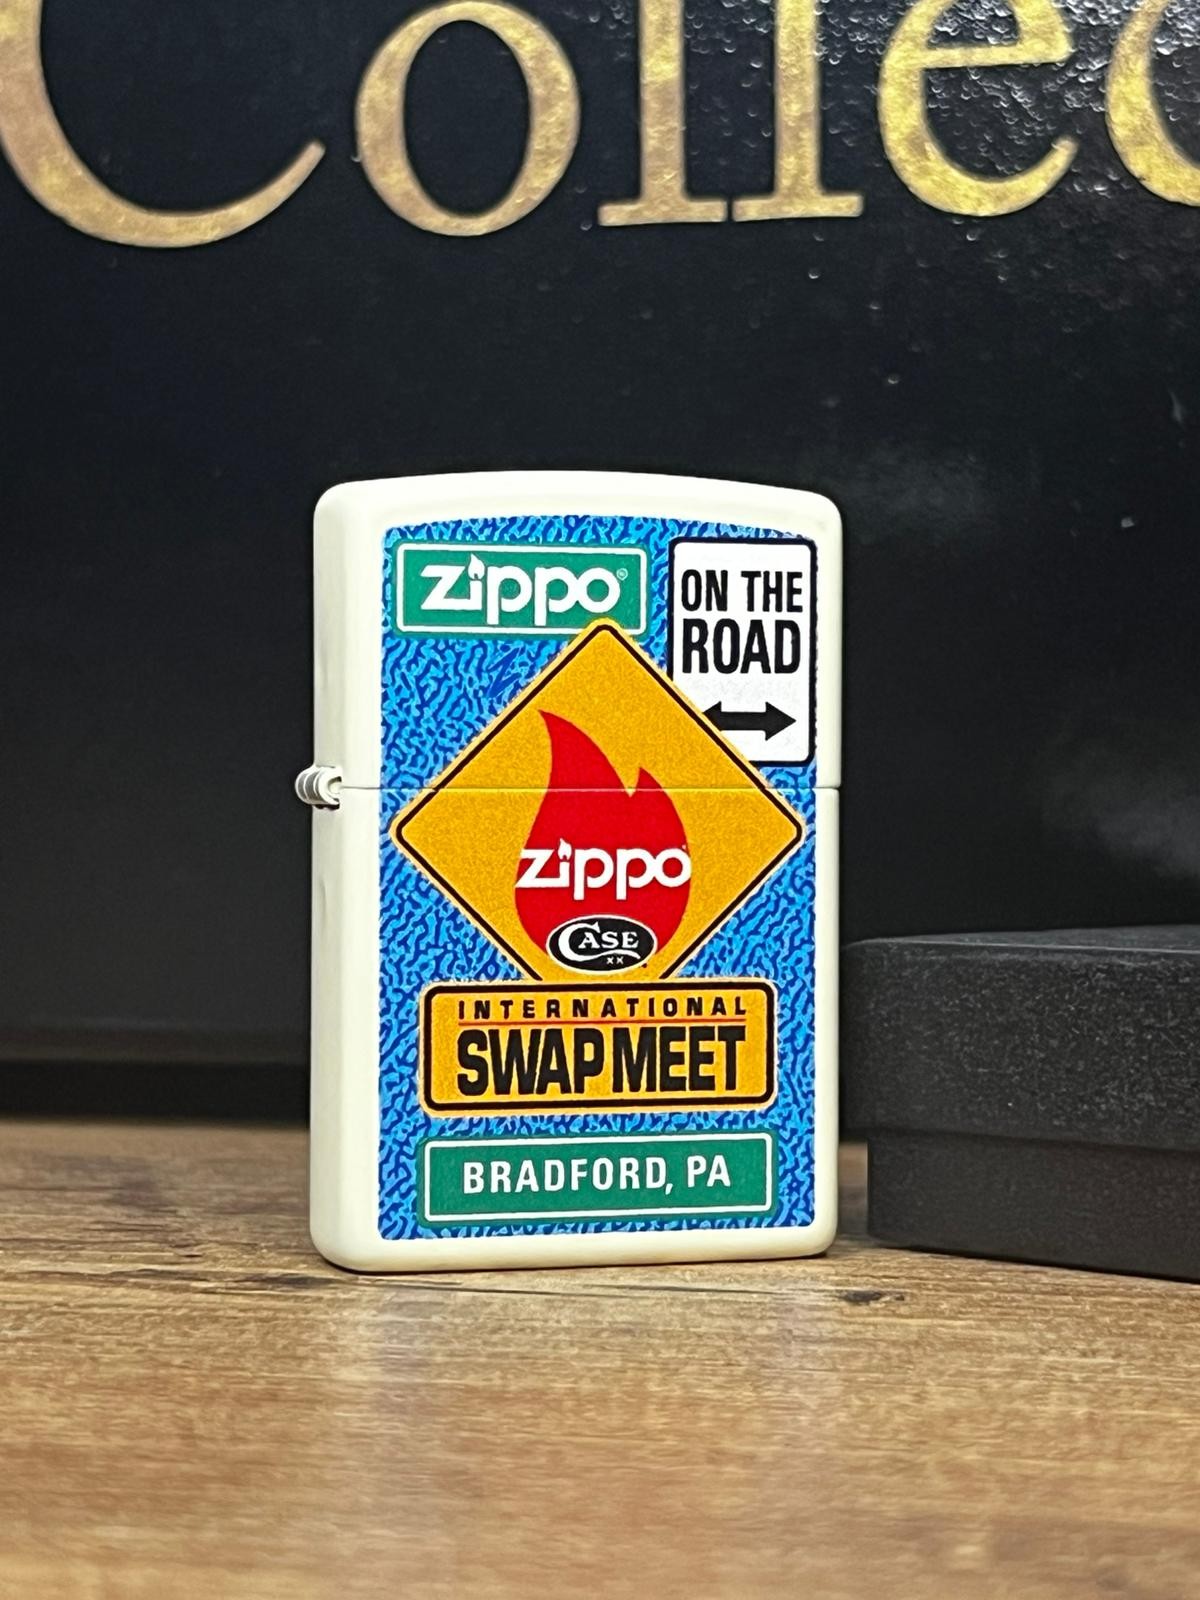 Collec
zippo®
ON THE
ROAD
zippo
CASE
XX
INTERNATIONAL
SWAP MEET
BRADFORD, PA